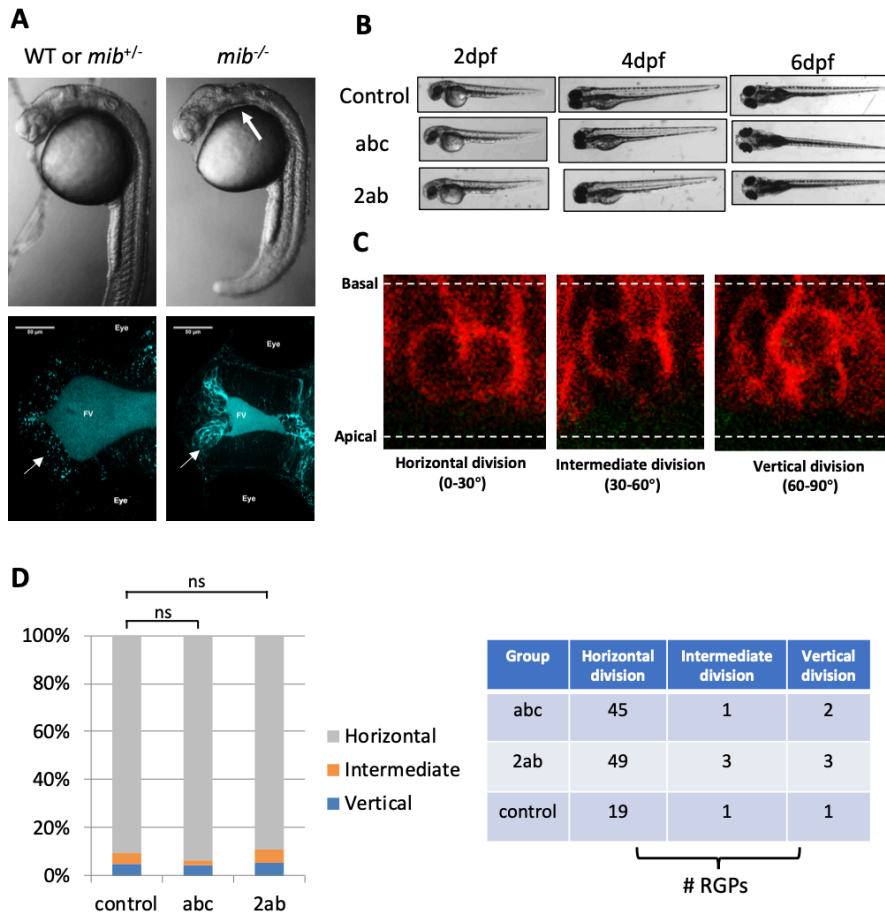 A
WT or mib+/-
mib-/-
50 µm
Eye
FV
Eye
50 µm
Eye
FV
Eye
B
2dpf
4dpf
6dpf
Control
abc
2ab
C
Basal
Apical
Horizontal division
(0-30°)
Intermediate division
(30-60°)
Vertical division
(60-90°)
D
ns
ns
100%
80%
60%
40%
20%
0%
control
abc
2ab
Horizontal
Intermediate
Vertical
Group
Horizontal
division
Intermediate
division
Vertical
division
abc
45
1
2
2ab
49
3
3
control
19
1
1
# RGPs